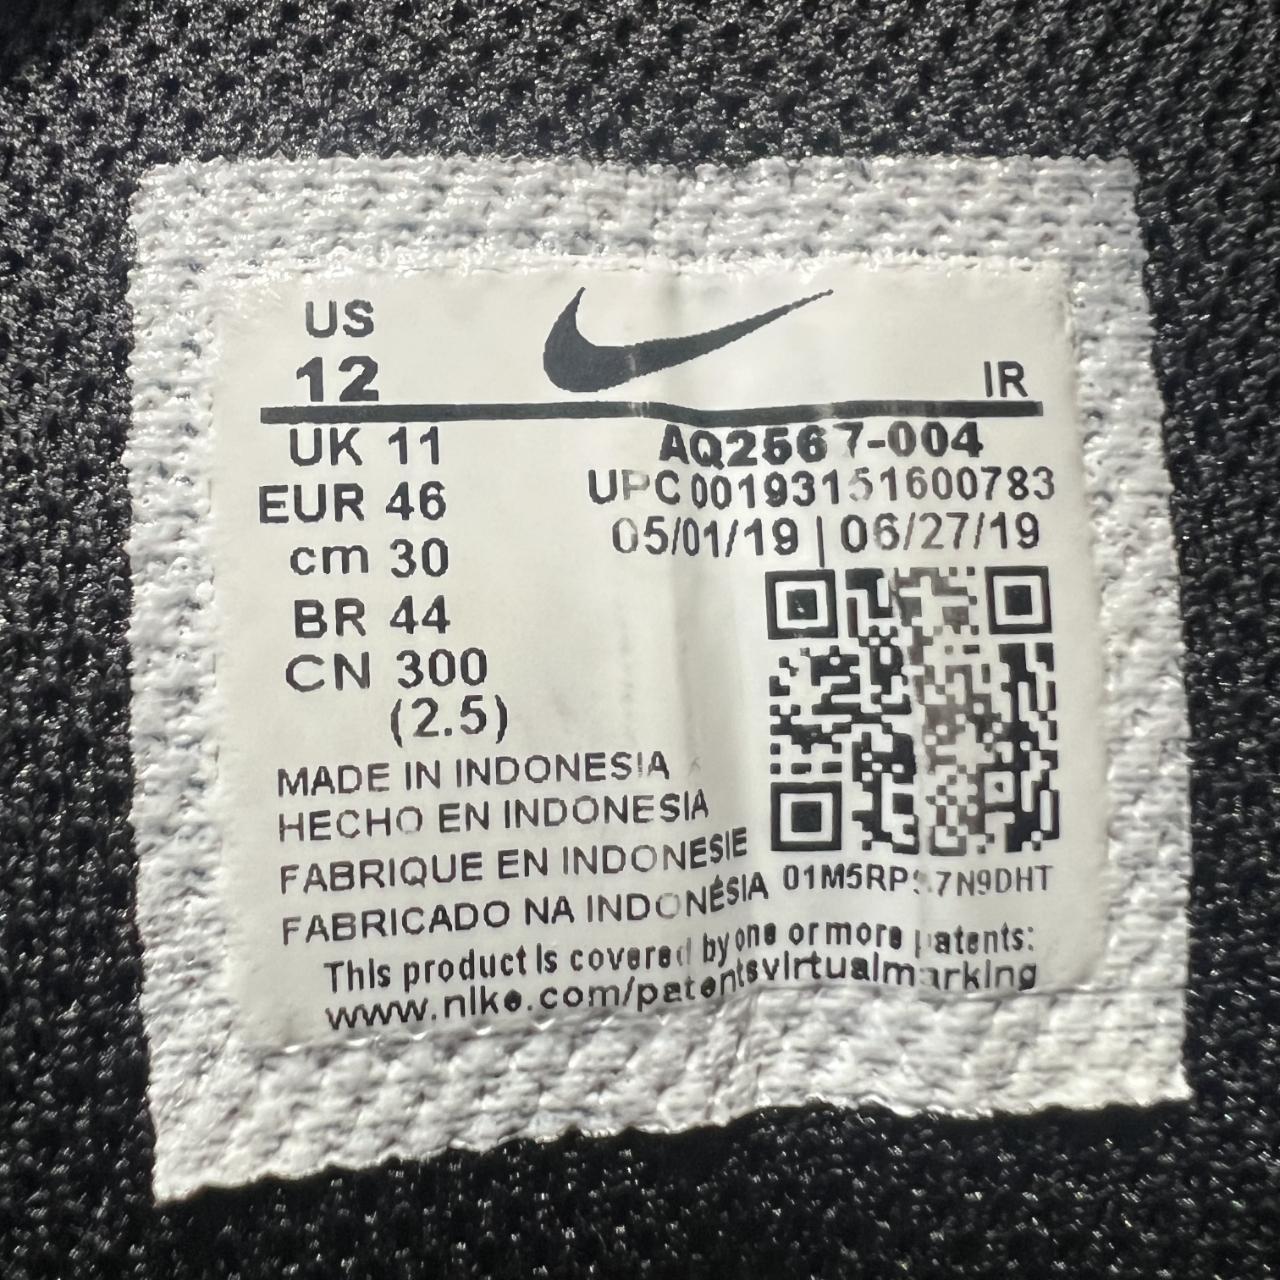 US
12
IR
UK 11
EUR 46
cm 30
BR 44
CN 300
(2.5)
AQ2567-004
UPC 00193151600783
05/01/19 | 06/27/19
MADE IN INDONESIA
HECHO EN INDONESIA
FABRIQUE EN INDONESIE
FABRICADO NA INDONÉSIA
This product is covered by one or more patents:
www.nike.com/patentsvirtualmarking